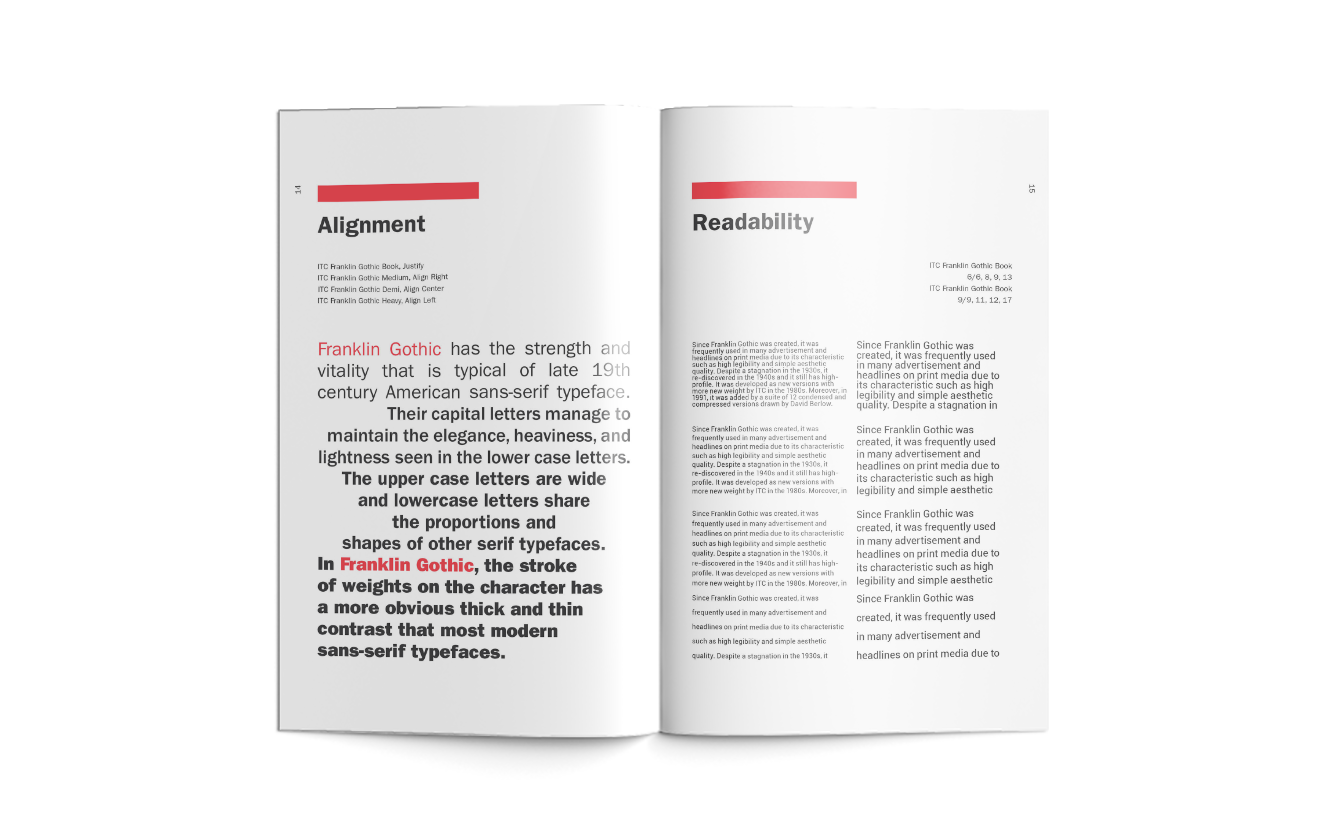 14
Alignment
ITC Franklin Gothic Book, Justify
ITC Franklin Gothic Medium, Align Right
ITC Franklin Gothic Demi, Align Center
ITC Franklin Gothic Heavy, Align Left
Franklin Gothic has the strength and
vitality that is typical of late 19th
century American sans-serif typeface.
Their capital letters manage to
maintain the elegance, heaviness, and
lightness seen in the lower case letters.
The upper case letters are wide
and lowercase letters share
the proportions and
shapes of other serif typefaces.
In Franklin Gothic, the stroke
of weights on the character has
a more obvious thick and thin
contrast that most modern
sans-serif typefaces.
15
Readability
ITC Franklin Gothic Book
6/6, 8, 9, 13
ITC Franklin Gothic Book
9/9, 11, 12, 17
Since Franklin Gothic was created, it was
frequently used in many advertisement and
headlines on print media due to its characteristic
such as high legibility and simple aesthetic
quality. Despite a stagnation in the 1930s, it
re-discovered in the 1940s and it still has high-
profile. It was developed as new versions with
more new weight by ITC in the 1980s. Moreover, in
1991, it was added by a suite of 12 condensed and
compressed versions drawn by David Berlow.
Since Franklin Gothic was created, it was
frequently used in many advertisement and
headlines on print media due to its characteristic
such as high legibility and simple aesthetic
quality. Despite a stagnation in the 1930s, it
re-discovered in the 1940s and it still has high-
profile. It was developed as new versions with
more new weight by ITC in the 1980s. Moreover, in
Since Franklin Gothic was created, it was
frequently used in many advertisement and
headlines on print media due to its characteristic
such as high legibility and simple aesthetic
quality. Despite a stagnation in the 1930s, it
re-discovered in the 1940s and it still has high-
profile. It was developed as new versions with
more new weight by ITC in the 1980s. Moreover, in
Since Franklin Gothic was created, it was
frequently used in many advertisement and
headlines on print media due to its characteristic
such as high legibility and simple aesthetic
quality. Despite a stagnation in the 1930s, it
Since Franklin Gothic was
created, it was frequently used
in many advertisement and
headlines on print media due to
its characteristic such as high
legibility and simple aesthetic
quality. Despite a stagnation in
Since Franklin Gothic was
created, it was frequently used
in many advertisement and
headlines on print media due to
its characteristic such as high
legibility and simple aesthetic
Since Franklin Gothic was
created, it was frequently used
in many advertisement and
headlines on print media due to
its characteristic such as high
legibility and simple aesthetic
Since Franklin Gothic was
created, it was frequently used
in many advertisement and
headlines on print media due to